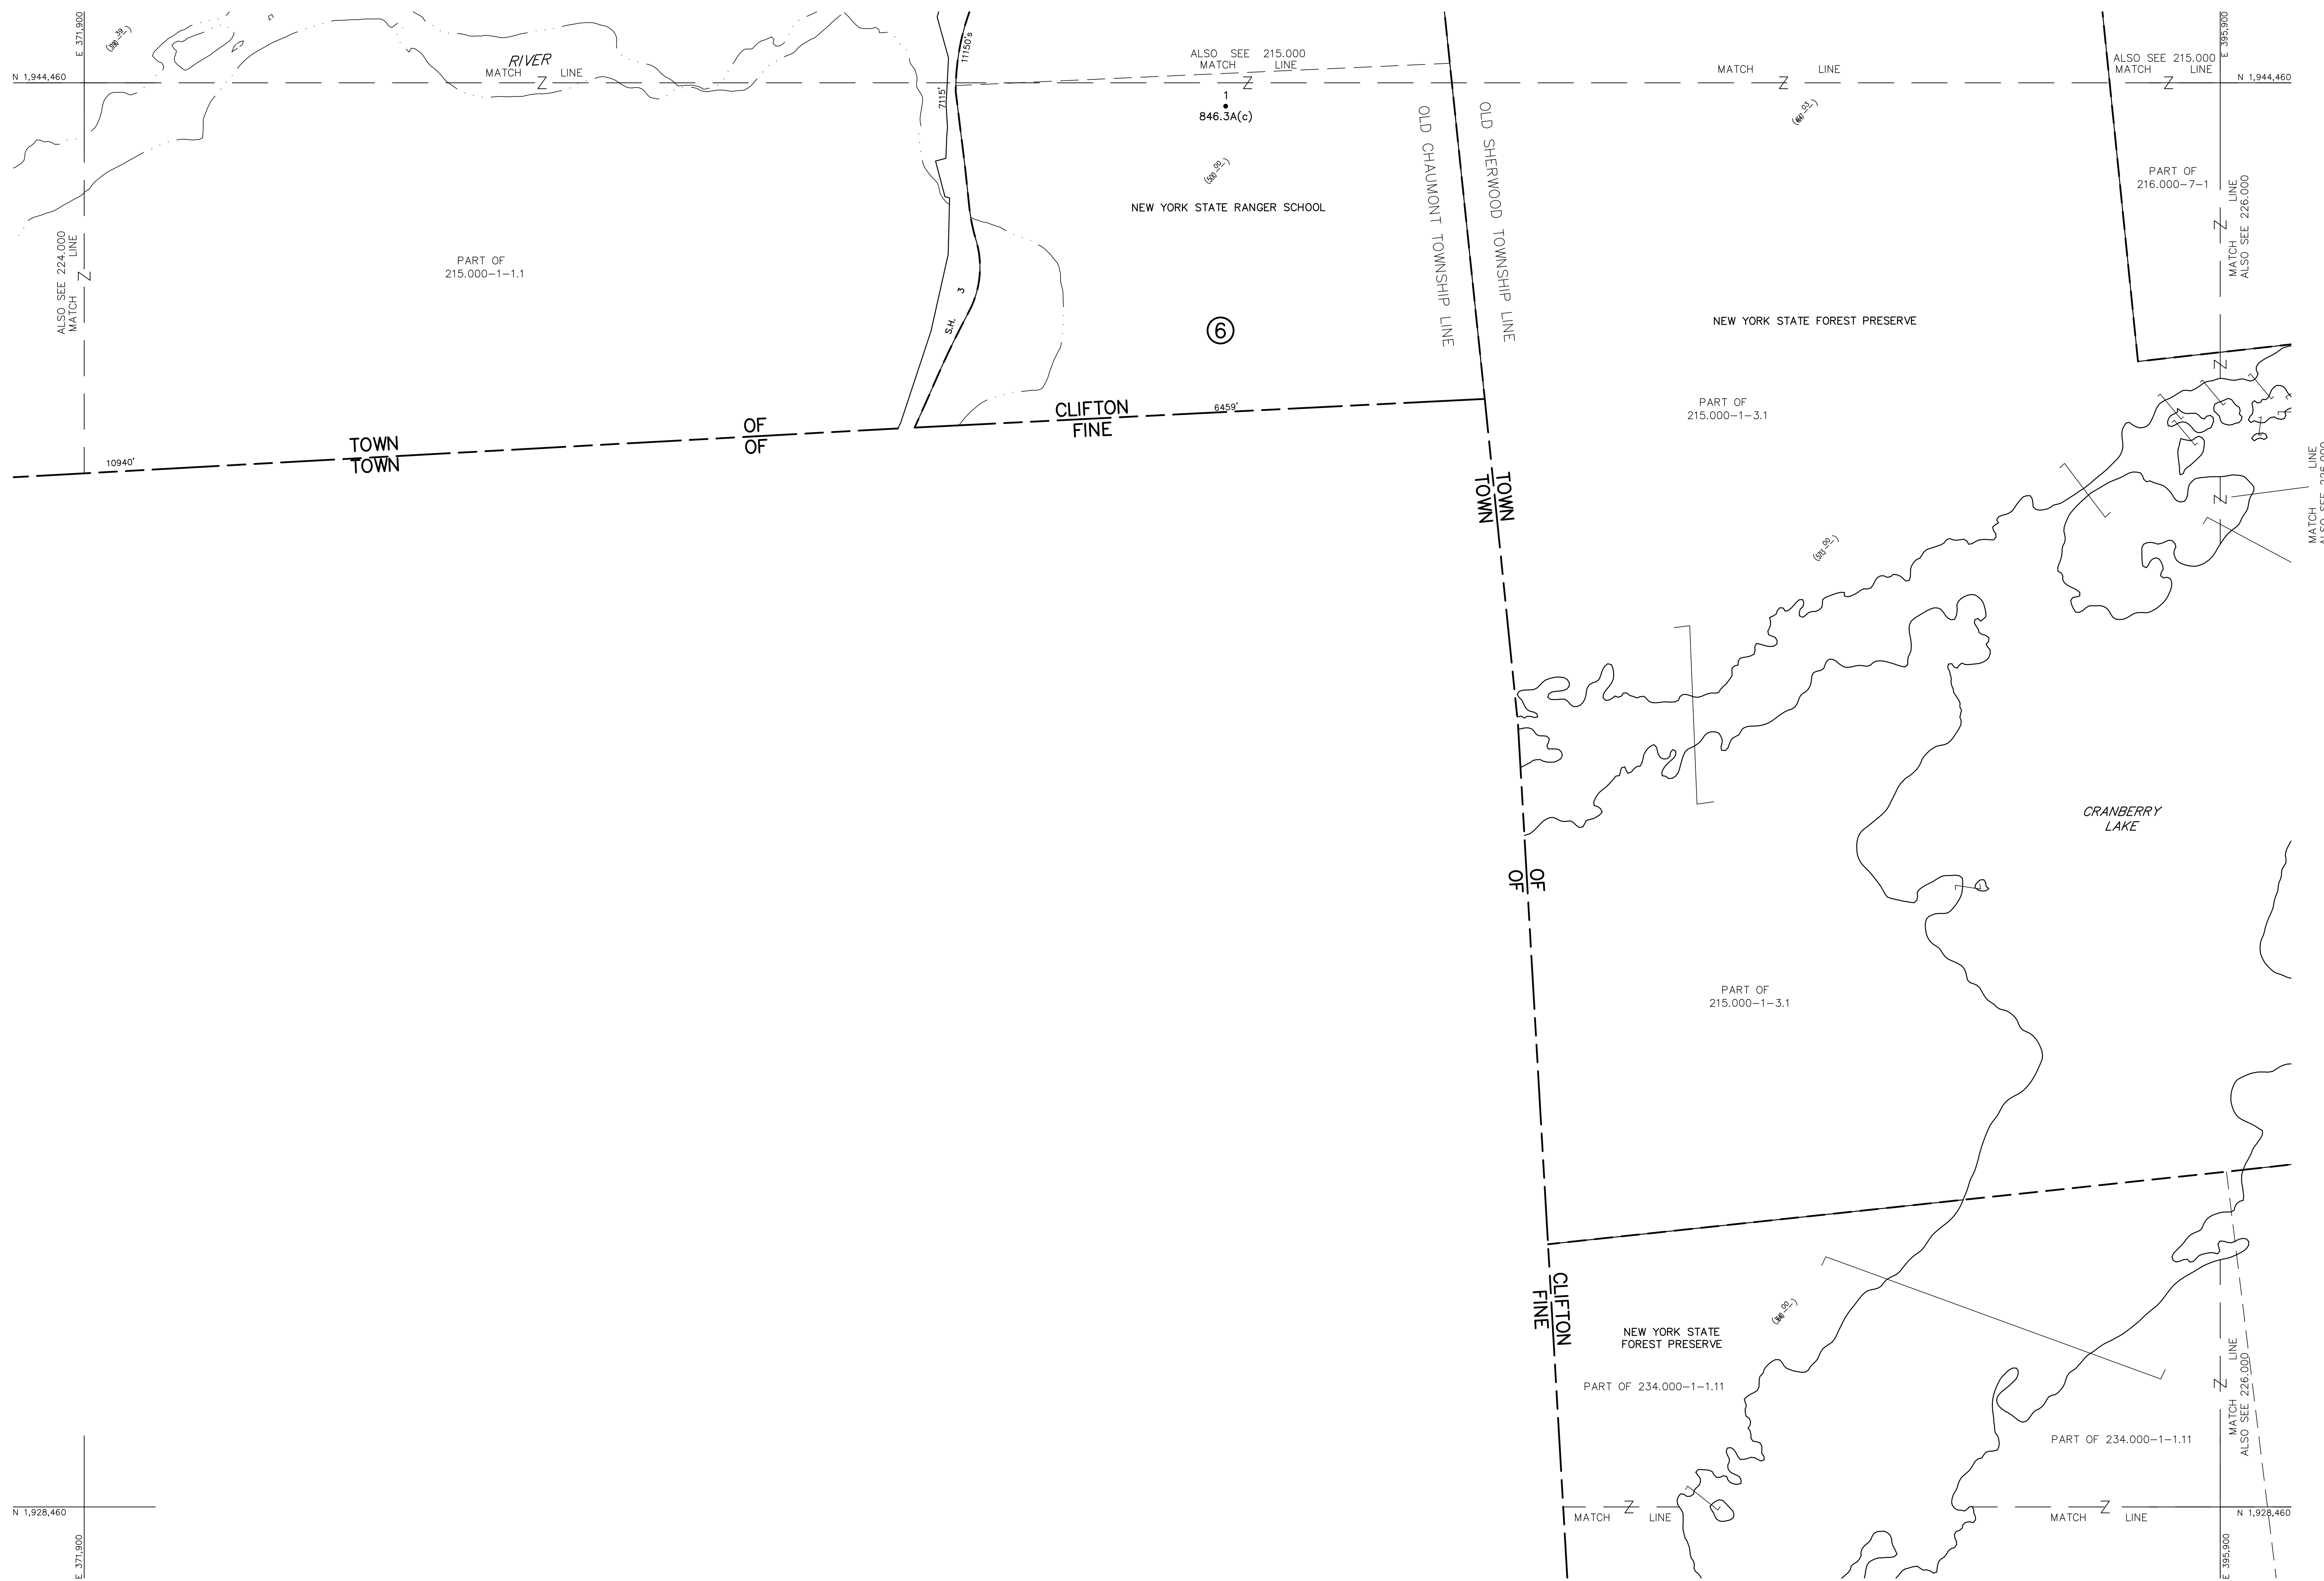 E 371,900
N 1,944,460
RIVER
MATCH LINE
Z
7115'
1150's
ALSO SEE 215.000
MATCH LINE
Z
1
846.3A(c)
NEW YORK STATE RANGER SCHOOL
6
OLD CHAUMONT TOWNSHIP LINE
OLD SHERWOOD TOWNSHIP LINE
MATCH LINE
Z
ALSO SEE 215.000
MATCH LINE
Z
E 395,900
N 1,944,460
PART OF
216.000-7-1
MATCH LINE
ALSO SEE 226.000
Z
ALSO SEE 224.000
MATCH LINE
Z
PART OF
215.000-1-1.1
S.H. 3
NEW YORK STATE FOREST PRESERVE
PART OF
215.000-1-3.1
10940'
TOWN OF CLIFTON
TOWN OF FINE
6459'
Z
Z
MATCH LINE
ALSO SEE 226.000
TOWN OF CLIFTON
TOWN OF FINE
CRANBERRY
LAKE
PART OF
215.000-1-3.1
NEW YORK STATE
FOREST PRESERVE
PART OF 234.000-1-1.11
PART OF 234.000-1-1.11
MATCH LINE
ALSO SEE 226.000
Z
N 1,928,460
E 371,900
MATCH LINE
Z
MATCH LINE
Z
N 1,928,460
E 395,900